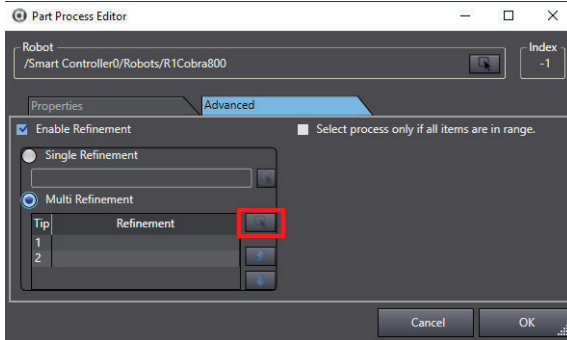 Part Process Editor
Robot
/Smart Controller0/Robots/R1Cobra800
Index
-1
Properties
Advanced
Enable Refinement
Select process only if all items are in range.
Single Refinement
Multi Refinement
Tip Refinement
1
2
Cancel
OK